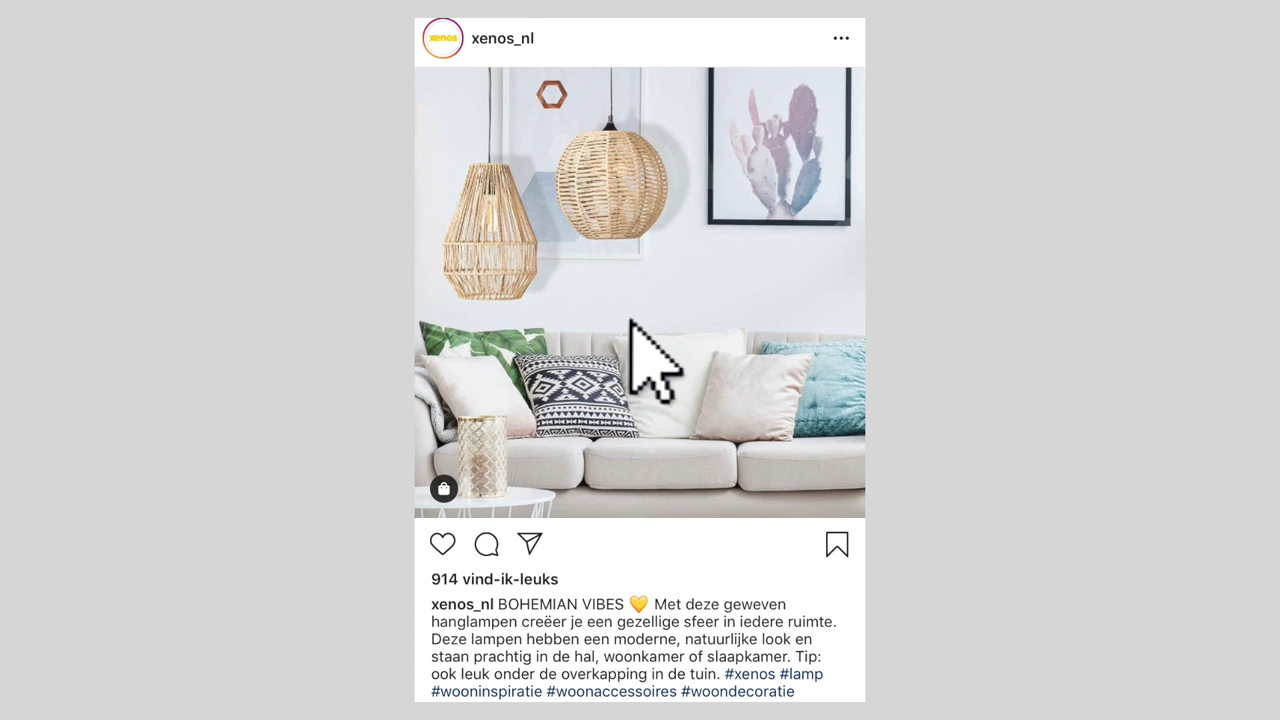 xenos
xenos_nl
914 vind-ik-leuks
xenos_nl BOHEMIAN VIBES 💛 Met deze geweven
hanglampen creëer je een gezellige sfeer in iedere ruimte.
Deze lampen hebben een moderne, natuurlijke look en
staan prachtig in de hal, woonkamer of slaapkamer. Tip:
ook leuk onder de overkapping in de tuin. #xenos #lamp
#wooninspiratie #woonaccessoires #woondecoratie